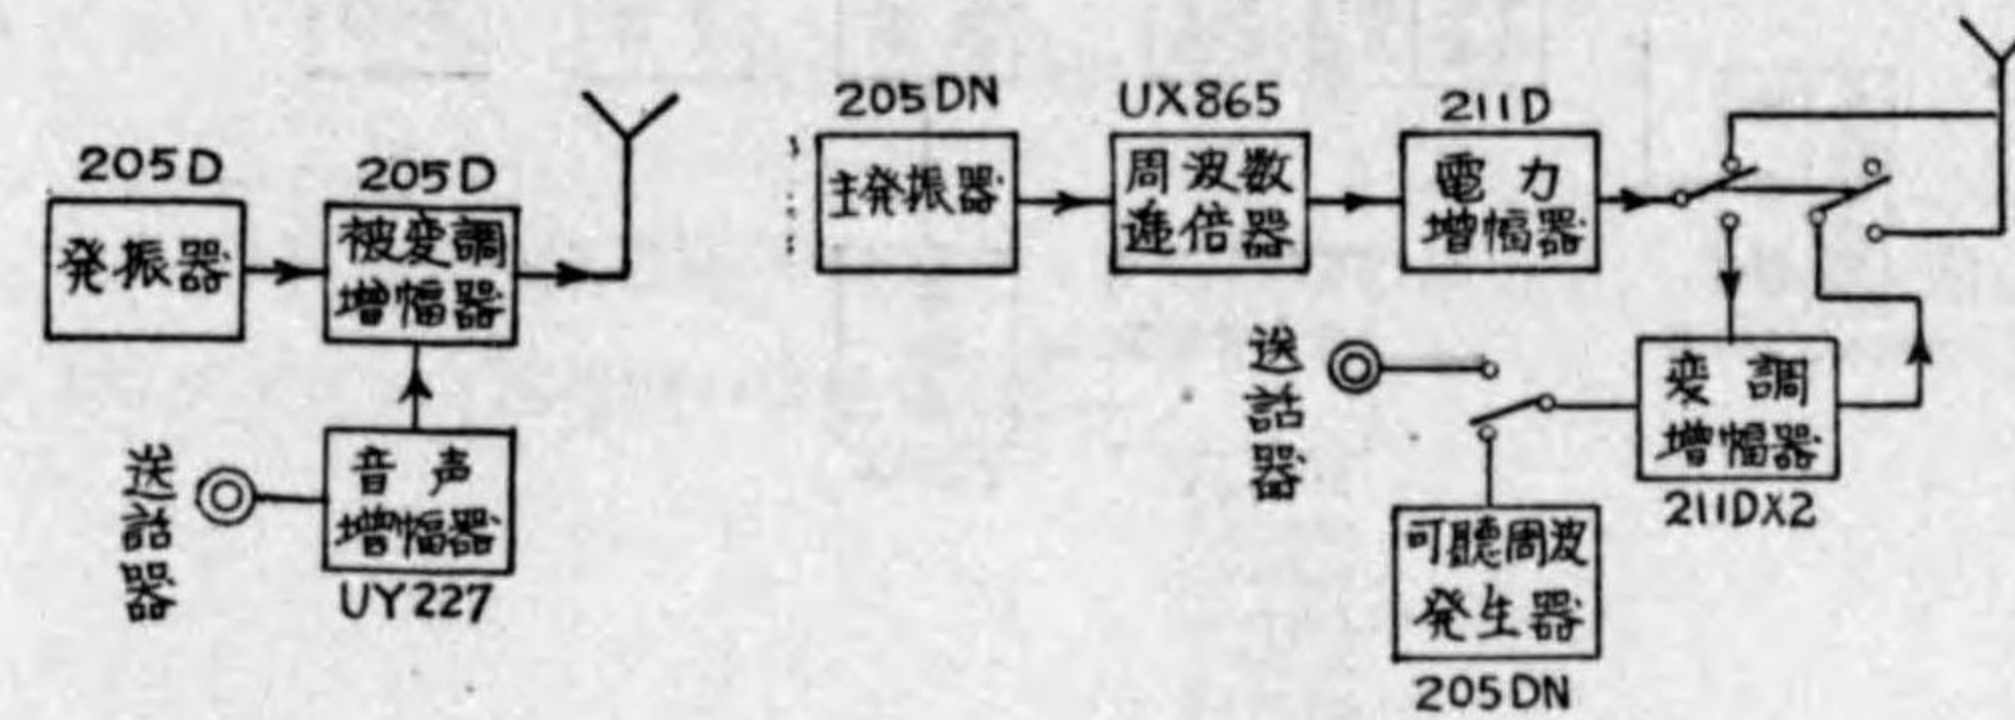 205D
発振器
205D
被変調
増幅器
送話器
音声
増幅器
UY227
205DN
主発振器
UX865
周波数
逓倍器
211D
電力
増幅器
送話器
変調
増幅器
211DX2
可聴周波
発生器
205DN